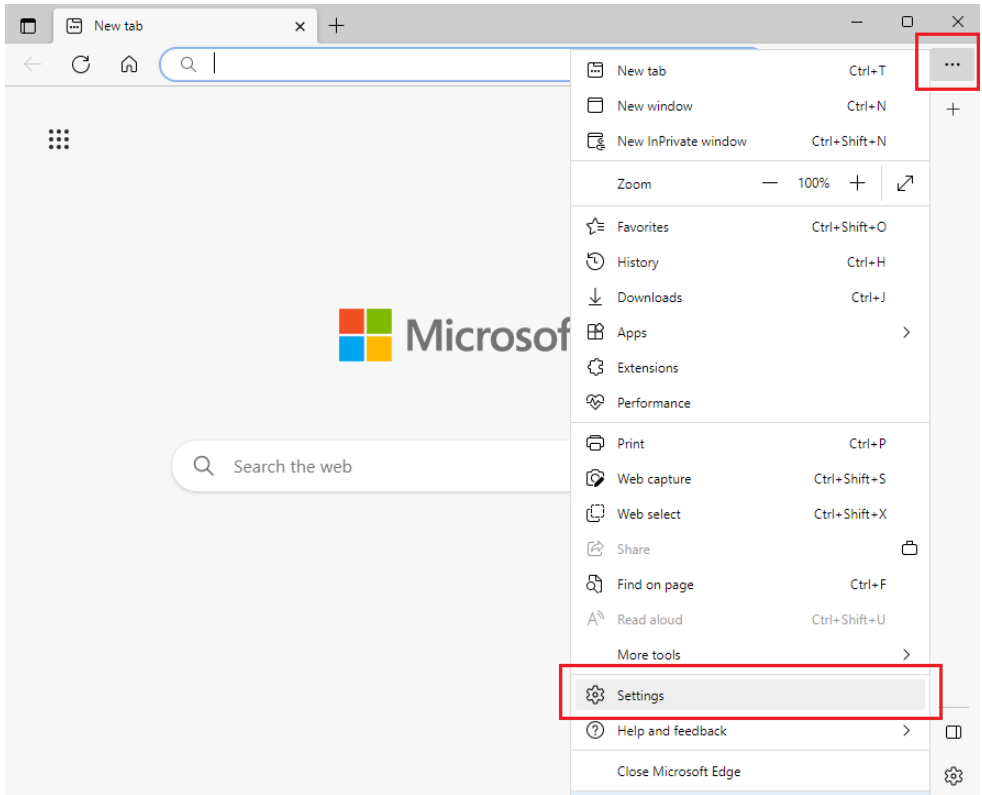 New tab
New tab Ctrl+T
New window Ctrl+N
New InPrivate window Ctrl+Shift+N
Zoom 100%
Favorites Ctrl+Shift+O
History Ctrl+H
Downloads Ctrl+J
Microsof
Apps
Extensions
Performance
Print Ctrl+P
Search the web
Web capture Ctrl+Shift+S
Web select Ctrl+Shift+X
Share
Find on page Ctrl+F
Read aloud Ctrl+Shift+U
More tools
Settings
Help and feedback
Close Microsoft Edge